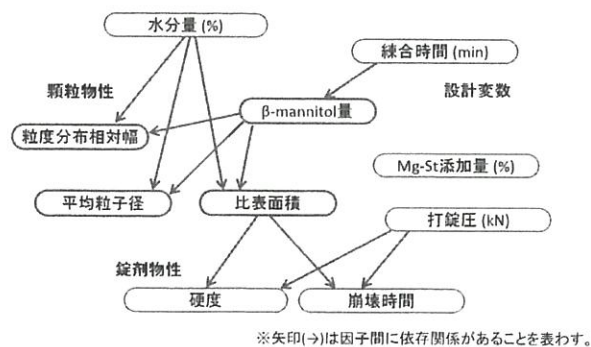 水分量(%)
練合時間(min)
顆粒物性
設計変数
β-mannitol量
粒度分布相対幅
Mg-St添加量(%)
平均粒子径
比表面積
打錠圧(kN)
錠剤物性
硬度
崩壊時間
※矢印(→)は因子間に依存関係があることを表わす。